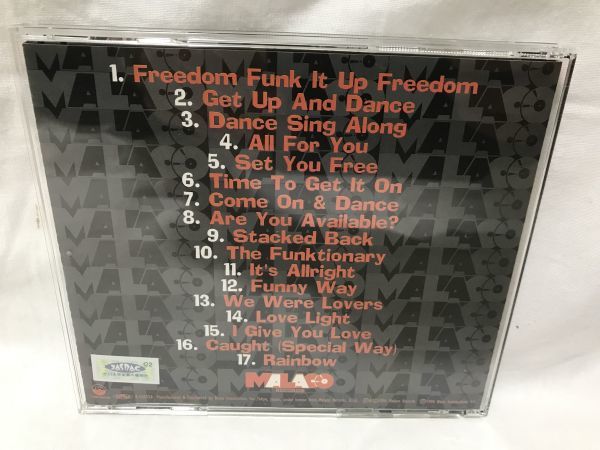 1. Freedom Funk It Up Freedom
2. Get Up And Dance
3. Dance Sing Along
4. All For You
5. Set You Free
6. Time To Get It On
7. Come On & Dance
8. Are You Available?
9. Stacked Back
10. The Funktionary
11. It's Allright
12. Funny Way
13. We Were Lovers
14. Love Light
15. I Give You Love
16. Caught (Special Way)
17. Rainbow
JASRAC
MALACO